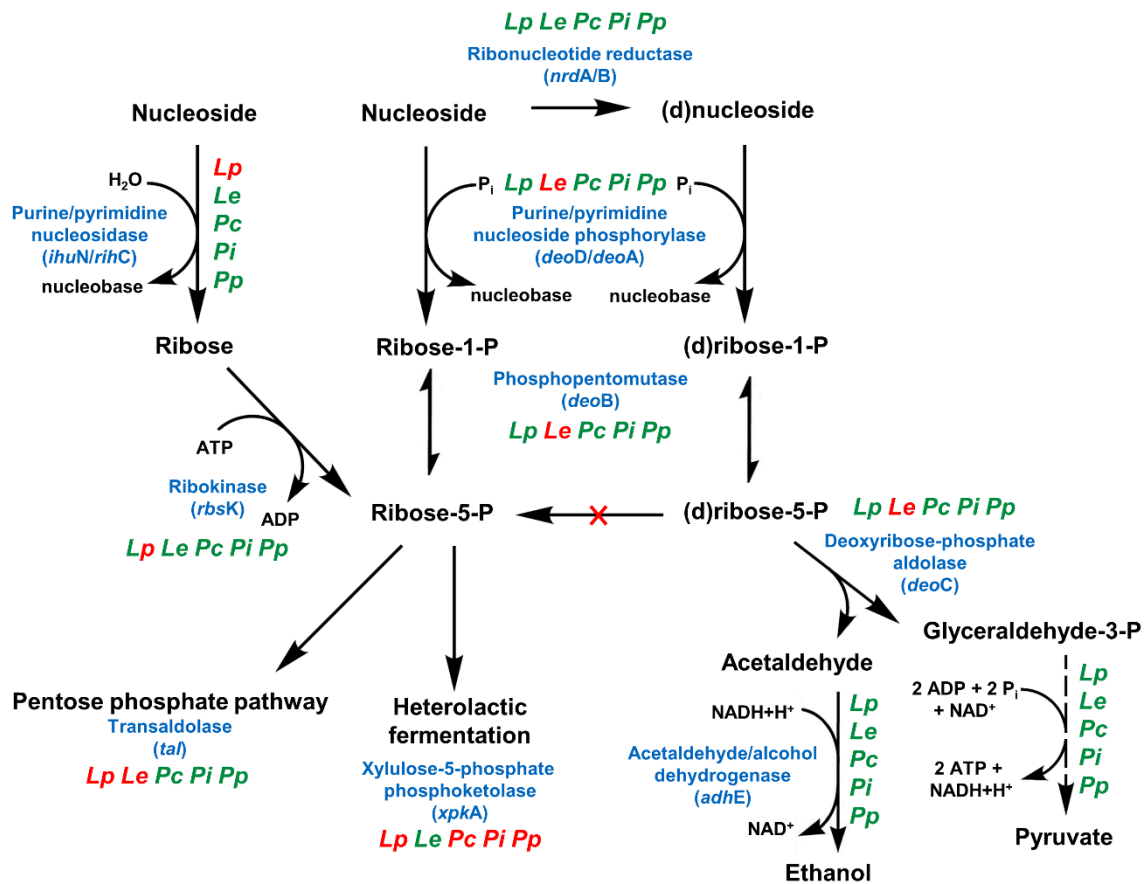 Lp Le Pc Pi Pp
Ribonucleotide reductase
(nrdA/B)
Nucleoside
Nucleoside
(d)nucleoside
H₂O
Purine/pyrimidine
nucleosidase
(ihuN/rihC)
nucleobase
Lp
Le
Pc
Pi
Pp
Pᵢ
Lp Le Pc Pi Pp
Pᵢ
Purine/pyrimidine
nucleoside phosphorylase
(deoD/deoA)
nucleobase
nucleobase
Ribose
Ribose-1-P
(d)ribose-1-P
Phosphopentomutase
(deoB)
Lp Le Pc Pi Pp
ATP
Ribokinase
(rbsK)
ADP
Lp Le Pc Pi Pp
Ribose-5-P
(d)ribose-5-P
Lp Le Pc Pi Pp
Deoxyribose-phosphate
aldolase
(deoC)
Pentose phosphate pathway
Transaldolase
(tal)
Lp Le Pc Pi Pp
Heterolactic
fermentation
Xylulose-5-phosphate
phosphoketolase
(xpkA)
Lp Le Pc Pi Pp
Acetaldehyde
NADH+H⁺
Acetaldehyde/alcohol
dehydrogenase
(adhE)
NAD⁺
Lp
Le
Pc
Pi
Pp
Ethanol
Glyceraldehyde-3-P
2 ADP + 2 Pᵢ
+ NAD⁺
2 ATP +
NADH+H⁺
Lp
Le
Pc
Pi
Pp
Pyruvate